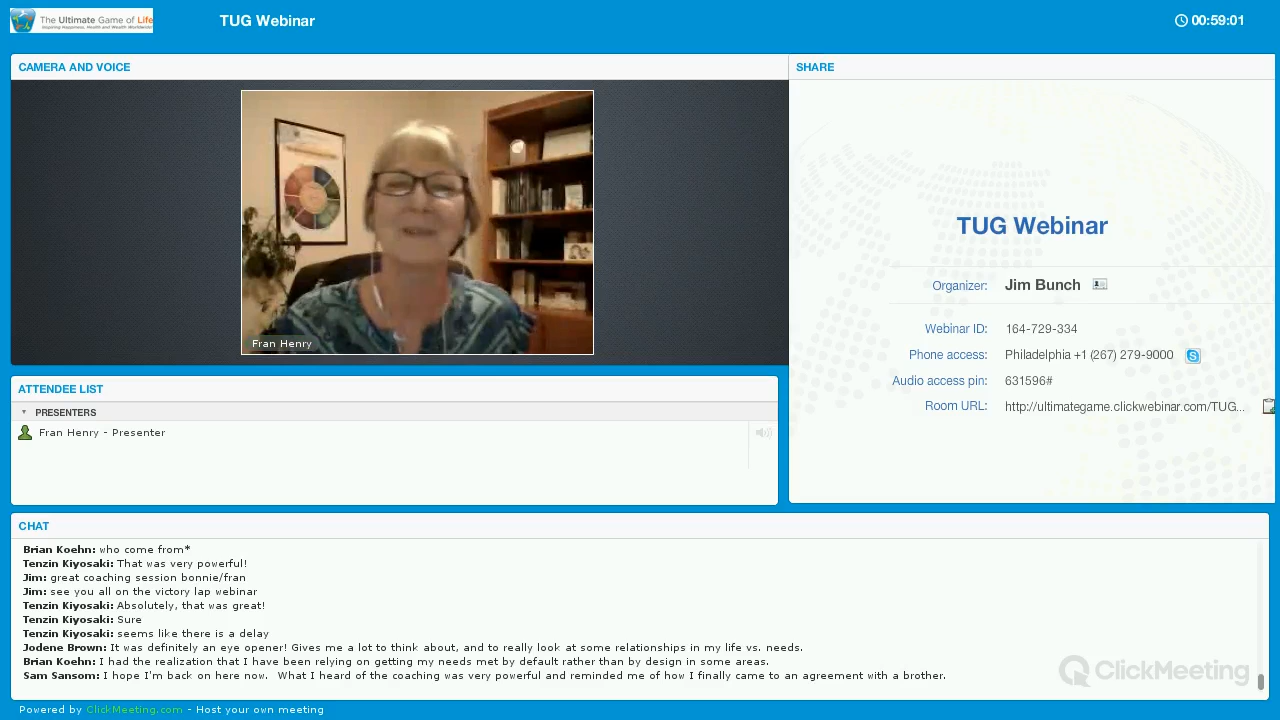 The Ultimate Game of Life
Inspiring Happiness, Health and Wealth Worldwide!
TUG Webinar
00:59:01
CAMERA AND VOICE
SHARE
Fran Henry
TUG Webinar
Organizer: Jim Bunch
Webinar ID: 164-729-334
Phone access: Philadelphia +1 (267) 279-9000
Audio access pin: 631596#
Room URL: http://ultimategame.clickwebinar.com/TUG...
ATTENDEE LIST
PRESENTERS
Fran Henry - Presenter
CHAT
Brian Koehn: who come from*
Tenzin Kiyosaki: That was very powerful!
Jim: great coaching session bonnie/fran
Jim: see you all on the victory lap webinar
Tenzin Kiyosaki: Absolutely, that was great!
Tenzin Kiyosaki: Sure
Tenzin Kiyosaki: seems like there is a delay
Jodene Brown: It was definitely an eye opener! Gives me a lot to think about, and to really look at some relationships in my life vs. needs.
Brian Koehn: I had the realization that I have been relying on getting my needs met by default rather than by design in some areas.
Sam Sansom: I hope I'm back on here now.  What I heard of the coaching was very powerful and reminded me of how I finally came to an agreement with a brother.
ClickMeeting
Powered by ClickMeeting.com - Host your own meeting